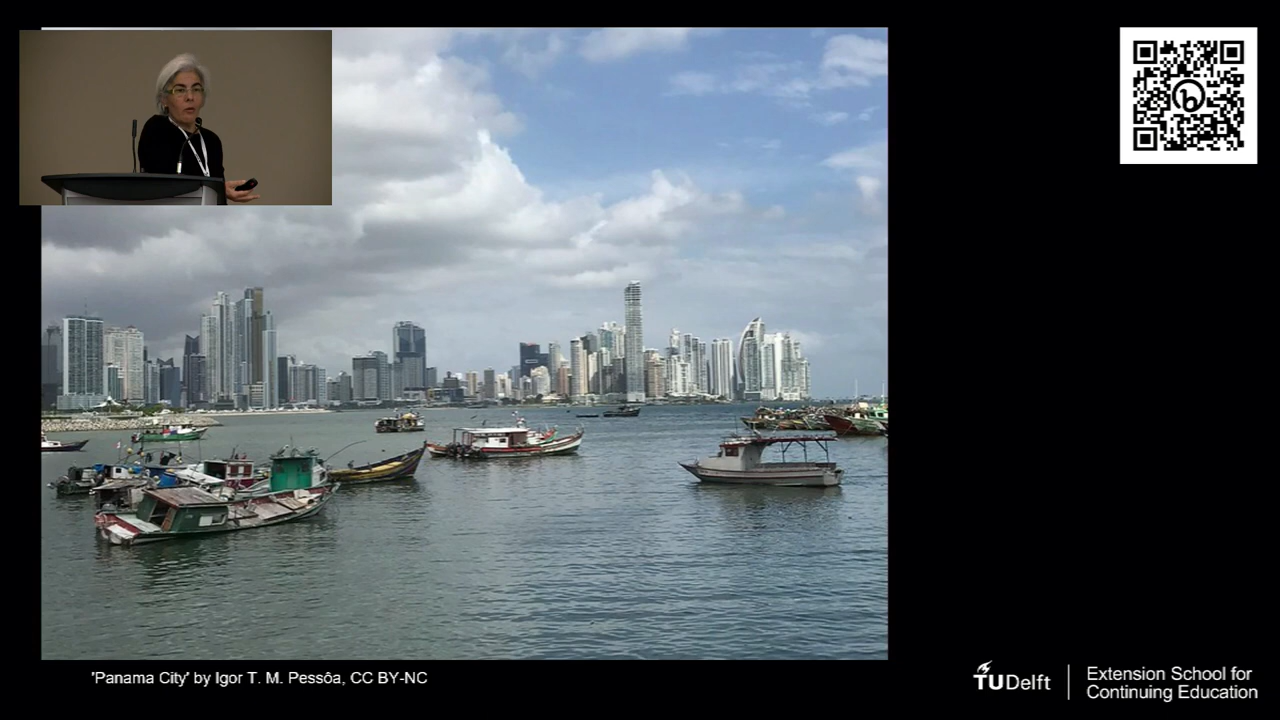 'Panama City' by Igor T. M. Pessôa, CC BY-NC
TUDelft
Extension School for
Continuing Education